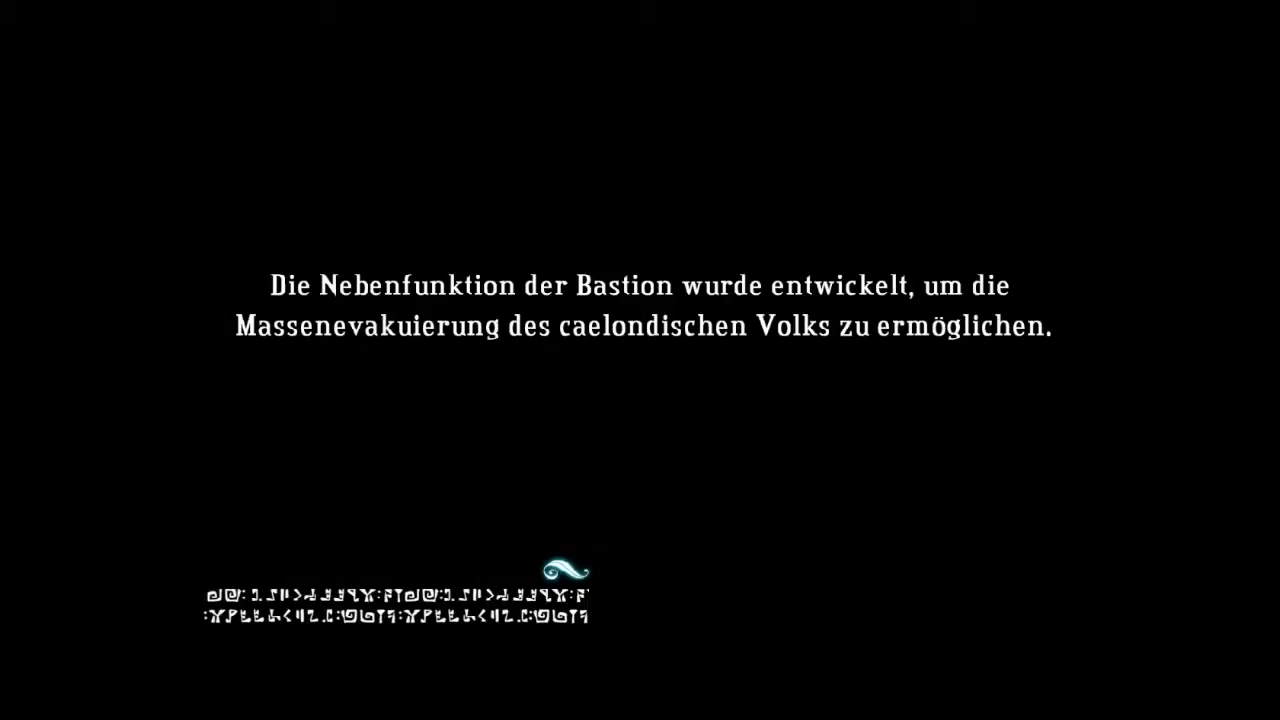 Die Nebenfunktion der Bastion wurde entwickelt, um die
Massenevakuierung des caelondischen Volks zu ermöglichen.